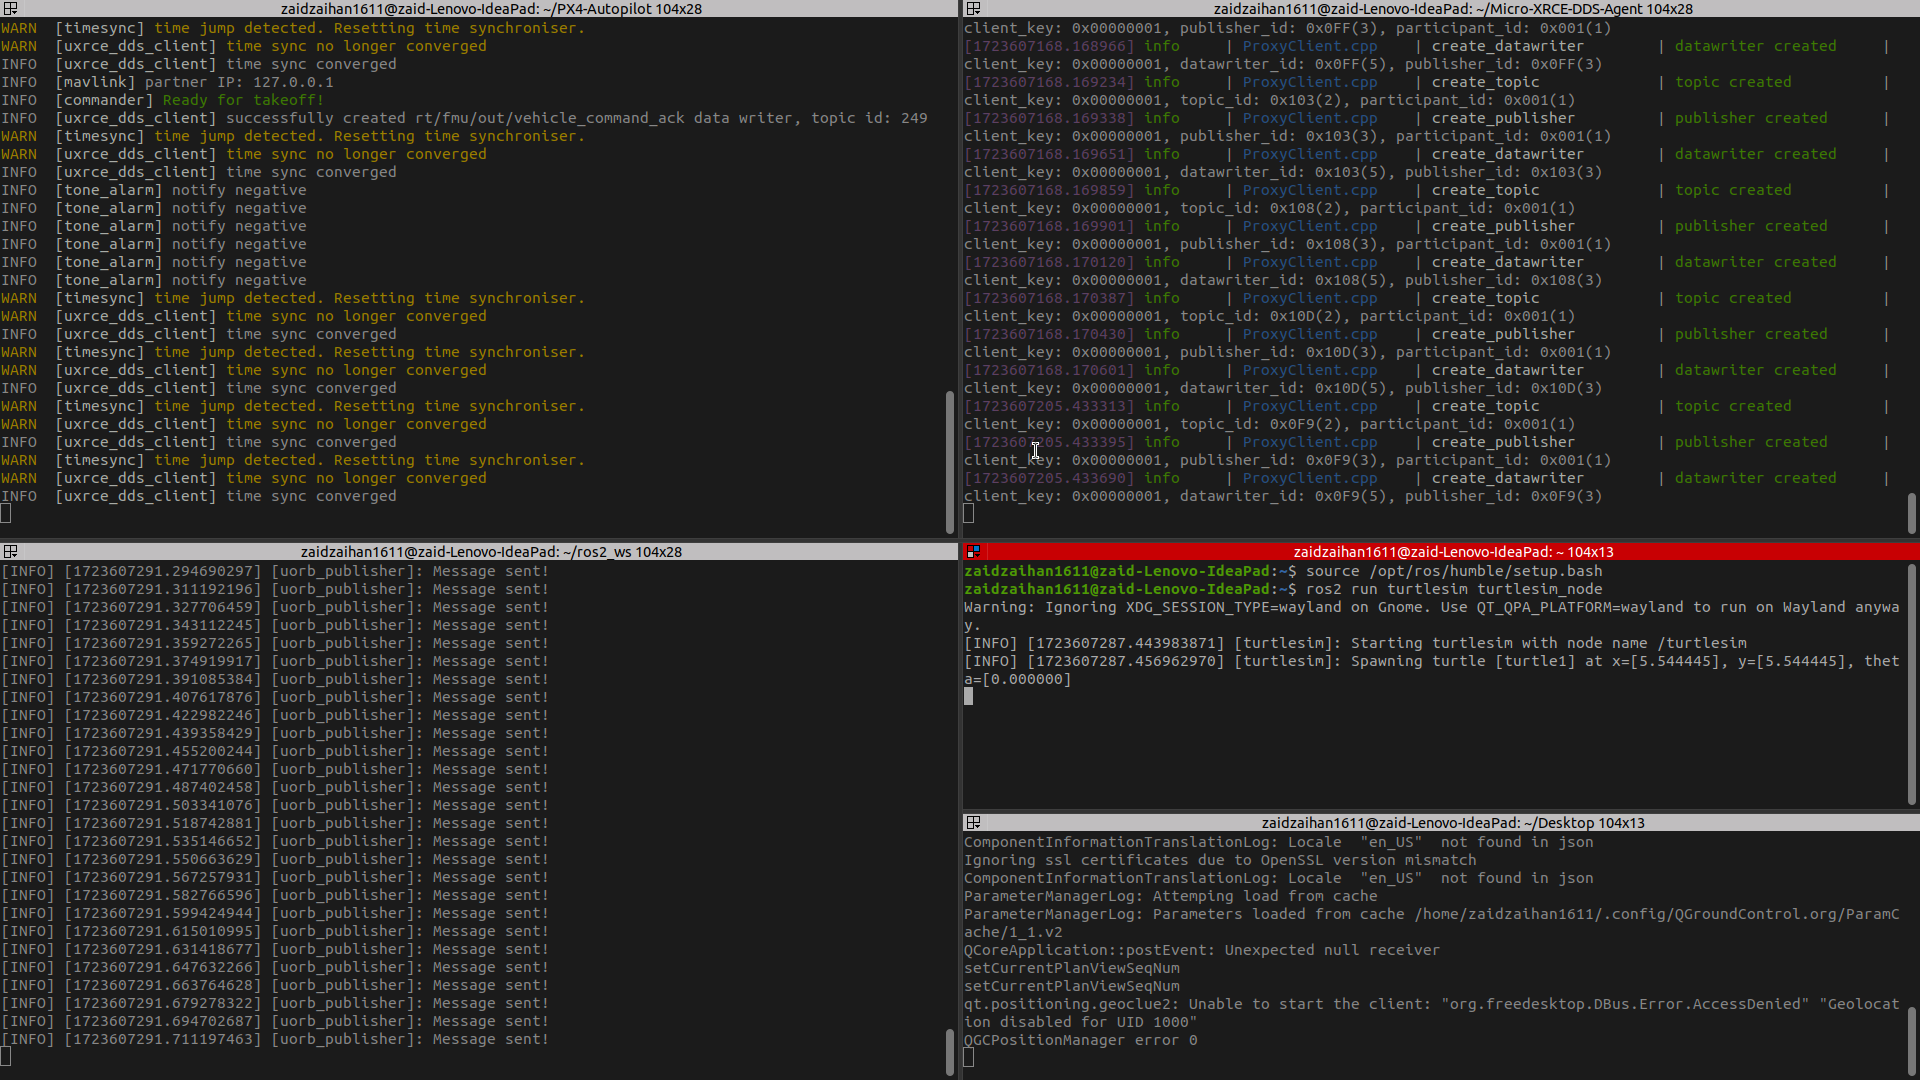 zaidzaihan1611@zaid-Lenovo-IdeaPad: ~/PX4-Autopilot 104x28
WARN  [timesync] time jump detected. Resetting time synchroniser.
WARN  [uxrce_dds_client] time sync no longer converged
INFO  [uxrce_dds_client] time sync converged
INFO  [mavlink] partner IP: 127.0.0.1
INFO  [commander] Ready for takeoff!
INFO  [uxrce_dds_client] successfully created rt/fmu/out/vehicle_command_ack data writer, topic id: 249
WARN  [timesync] time jump detected. Resetting time synchroniser.
WARN  [uxrce_dds_client] time sync no longer converged
INFO  [uxrce_dds_client] time sync converged
INFO  [tone_alarm] notify negative
INFO  [tone_alarm] notify negative
INFO  [tone_alarm] notify negative
INFO  [tone_alarm] notify negative
INFO  [tone_alarm] notify negative
INFO  [tone_alarm] notify negative
WARN  [timesync] time jump detected. Resetting time synchroniser.
WARN  [uxrce_dds_client] time sync no longer converged
INFO  [uxrce_dds_client] time sync converged
WARN  [timesync] time jump detected. Resetting time synchroniser.
WARN  [uxrce_dds_client] time sync no longer converged
INFO  [uxrce_dds_client] time sync converged
WARN  [timesync] time jump detected. Resetting time synchroniser.
WARN  [uxrce_dds_client] time sync no longer converged
INFO  [uxrce_dds_client] time sync converged
WARN  [timesync] time jump detected. Resetting time synchroniser.
WARN  [uxrce_dds_client] time sync no longer converged
INFO  [uxrce_dds_client] time sync converged
zaidzaihan1611@zaid-Lenovo-IdeaPad: ~/Micro-XRCE-DDS-Agent 104x28
client_key: 0x00000001, publisher_id: 0x0FF(3), participant_id: 0x001(1)
[1723607168.168966] info     | ProxyClient.cpp    | create_datawriter        | datawriter created     |
client_key: 0x00000001, datawriter_id: 0x0FF(5), publisher_id: 0x0FF(3)
[1723607168.169234] info     | ProxyClient.cpp    | create_topic             | topic created          |
client_key: 0x00000001, topic_id: 0x103(2), participant_id: 0x001(1)
[1723607168.169338] info     | ProxyClient.cpp    | create_publisher         | publisher created      |
client_key: 0x00000001, publisher_id: 0x103(3), participant_id: 0x001(1)
[1723607168.169651] info     | ProxyClient.cpp    | create_datawriter        | datawriter created     |
client_key: 0x00000001, datawriter_id: 0x103(5), publisher_id: 0x103(3)
[1723607168.169859] info     | ProxyClient.cpp    | create_topic             | topic created          |
client_key: 0x00000001, topic_id: 0x108(2), participant_id: 0x001(1)
[1723607168.169901] info     | ProxyClient.cpp    | create_publisher         | publisher created      |
client_key: 0x00000001, publisher_id: 0x108(3), participant_id: 0x001(1)
[1723607168.170120] info     | ProxyClient.cpp    | create_datawriter        | datawriter created     |
client_key: 0x00000001, datawriter_id: 0x108(5), publisher_id: 0x108(3)
[1723607168.170387] info     | ProxyClient.cpp    | create_topic             | topic created          |
client_key: 0x00000001, topic_id: 0x10D(2), participant_id: 0x001(1)
[1723607168.170430] info     | ProxyClient.cpp    | create_publisher         | publisher created      |
client_key: 0x00000001, publisher_id: 0x10D(3), participant_id: 0x001(1)
[1723607168.170601] info     | ProxyClient.cpp    | create_datawriter        | datawriter created     |
client_key: 0x00000001, datawriter_id: 0x10D(5), publisher_id: 0x10D(3)
[1723607205.433313] info     | ProxyClient.cpp    | create_topic             | topic created          |
client_key: 0x00000001, topic_id: 0x0F9(2), participant_id: 0x001(1)
[1723607205.433395] info     | ProxyClient.cpp    | create_publisher         | publisher created      |
client_key: 0x00000001, publisher_id: 0x0F9(3), participant_id: 0x001(1)
[1723607205.433690] info     | ProxyClient.cpp    | create_datawriter        | datawriter created     |
client_key: 0x00000001, datawriter_id: 0x0F9(5), publisher_id: 0x0F9(3)
zaidzaihan1611@zaid-Lenovo-IdeaPad: ~/ros2_ws 104x28
[INFO] [1723607291.294690297] [uorb_publisher]: Message sent!
[INFO] [1723607291.311192196] [uorb_publisher]: Message sent!
[INFO] [1723607291.327706459] [uorb_publisher]: Message sent!
[INFO] [1723607291.343112245] [uorb_publisher]: Message sent!
[INFO] [1723607291.359272265] [uorb_publisher]: Message sent!
[INFO] [1723607291.374919917] [uorb_publisher]: Message sent!
[INFO] [1723607291.391085384] [uorb_publisher]: Message sent!
[INFO] [1723607291.407617876] [uorb_publisher]: Message sent!
[INFO] [1723607291.422982246] [uorb_publisher]: Message sent!
[INFO] [1723607291.439358429] [uorb_publisher]: Message sent!
[INFO] [1723607291.455200244] [uorb_publisher]: Message sent!
[INFO] [1723607291.471770660] [uorb_publisher]: Message sent!
[INFO] [1723607291.487402458] [uorb_publisher]: Message sent!
[INFO] [1723607291.503341076] [uorb_publisher]: Message sent!
[INFO] [1723607291.518742881] [uorb_publisher]: Message sent!
[INFO] [1723607291.535146652] [uorb_publisher]: Message sent!
[INFO] [1723607291.550663629] [uorb_publisher]: Message sent!
[INFO] [1723607291.567257931] [uorb_publisher]: Message sent!
[INFO] [1723607291.582766596] [uorb_publisher]: Message sent!
[INFO] [1723607291.599424944] [uorb_publisher]: Message sent!
[INFO] [1723607291.615010995] [uorb_publisher]: Message sent!
[INFO] [1723607291.631418677] [uorb_publisher]: Message sent!
[INFO] [1723607291.647632266] [uorb_publisher]: Message sent!
[INFO] [1723607291.663764628] [uorb_publisher]: Message sent!
[INFO] [1723607291.679278322] [uorb_publisher]: Message sent!
[INFO] [1723607291.694702687] [uorb_publisher]: Message sent!
[INFO] [1723607291.711197463] [uorb_publisher]: Message sent!
zaidzaihan1611@zaid-Lenovo-IdeaPad: ~ 104x13
zaidzaihan1611@zaid-Lenovo-IdeaPad:~$ source /opt/ros/humble/setup.bash
zaidzaihan1611@zaid-Lenovo-IdeaPad:~$ ros2 run turtlesim turtlesim_node
Warning: Ignoring XDG_SESSION_TYPE=wayland on Gnome. Use QT_QPA_PLATFORM=wayland to run on Wayland anywa
y.
[INFO] [1723607287.443983871] [turtlesim]: Starting turtlesim with node name /turtlesim
[INFO] [1723607287.456962970] [turtlesim]: Spawning turtle [turtle1] at x=[5.544445], y=[5.544445], thet
a=[0.000000]
zaidzaihan1611@zaid-Lenovo-IdeaPad: ~/Desktop 104x13
ComponentInformationTranslationLog: Locale  "en_US"  not found in json
Ignoring ssl certificates due to OpenSSL version mismatch
ComponentInformationTranslationLog: Locale  "en_US"  not found in json
ParameterManagerLog: Attemping load from cache
ParameterManagerLog: Parameters loaded from cache /home/zaidzaihan1611/.config/QGroundControl.org/ParamC
ache/1_1.v2
QCoreApplication::postEvent: Unexpected null receiver
setCurrentPlanViewSeqNum
setCurrentPlanViewSeqNum
qt.positioning.geoclue2: Unable to start the client: "org.freedesktop.DBus.Error.AccessDenied" "Geolocat
ion disabled for UID 1000"
QGCPositionManager error 0